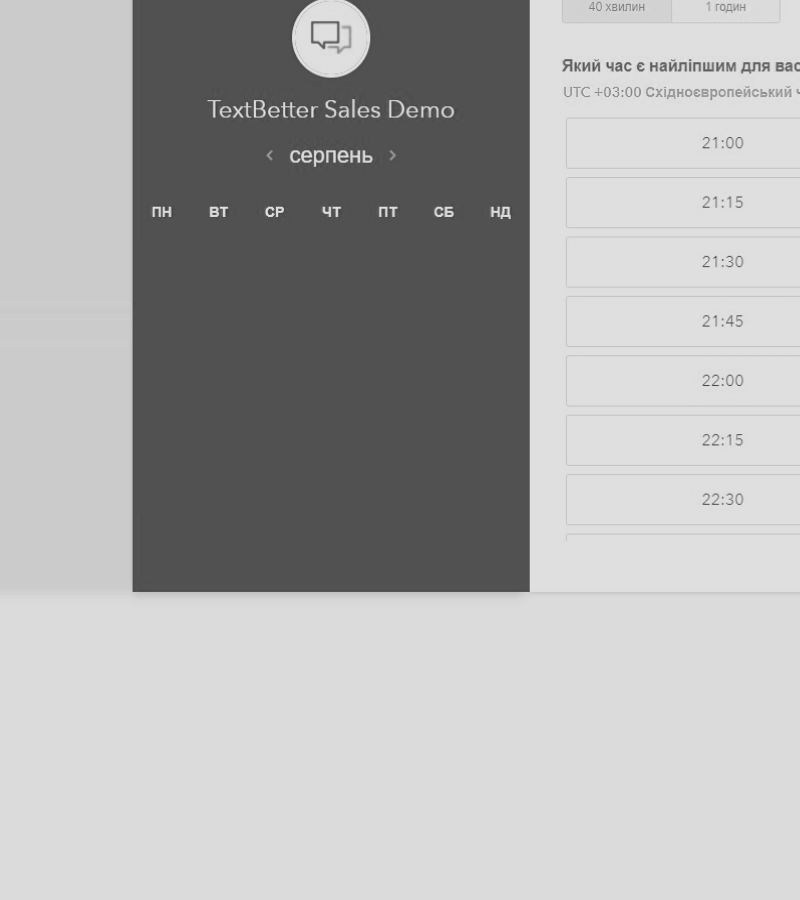 40 хвилин
1 годин
TextBetter Sales Demo
‹ серпень ›
ПН ВТ СР ЧТ ПТ СБ НД
Який час є найліпшим для вас
UTC +03:00 Східноєвропейський
21:00
21:15
21:30
21:45
22:00
22:15
22:30